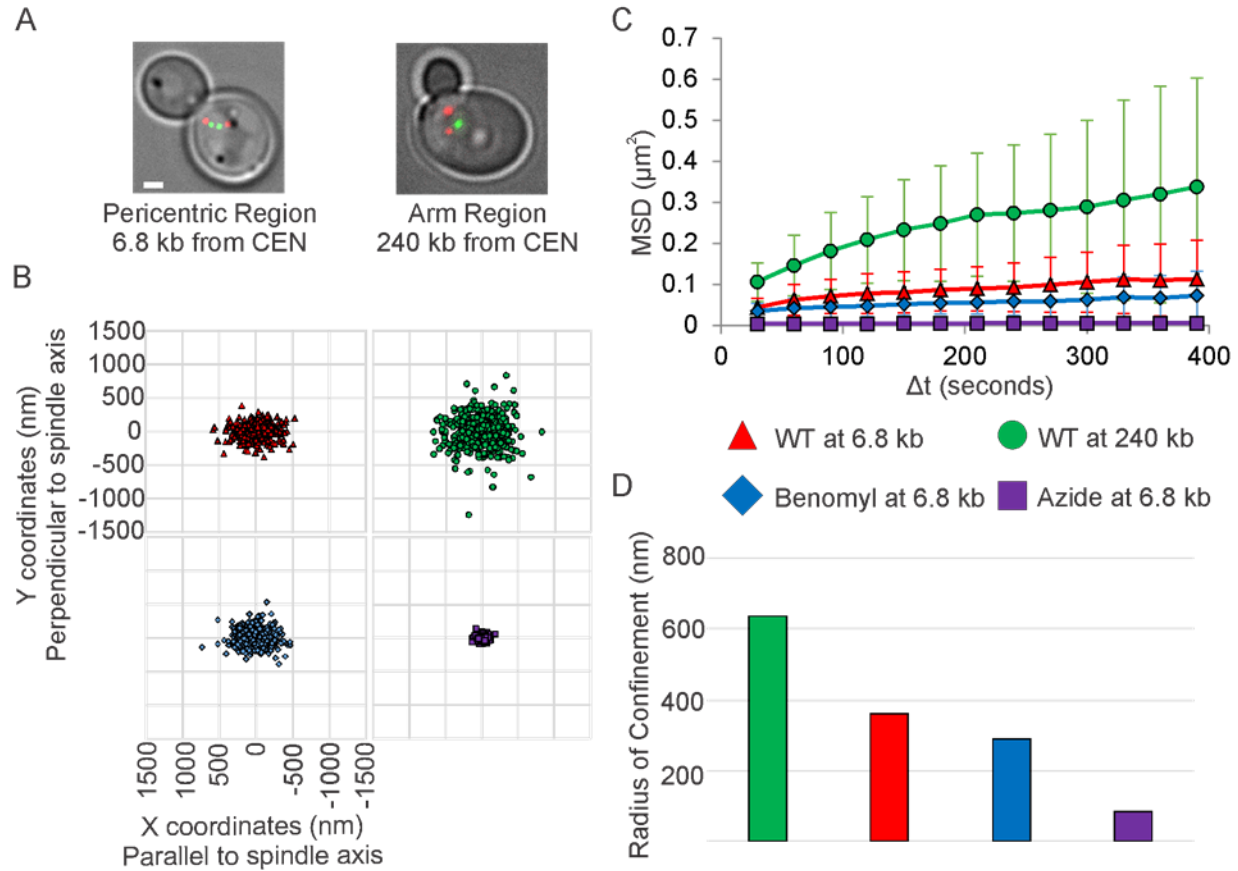 A
Pericentric Region
6.8 kb from CEN
Arm Region
240 kb from CEN
B
Y coordinates (nm)
Perpendicular to spindle axis
1500
1000
500
0
-500
-1000
-1500
1500
1000
500
0
-500
-1000
-1500
X coordinates (nm)
Parallel to spindle axis
C
MSD (µm²)
0.7
0.6
0.5
0.4
0.3
0.2
0.1
0
0
100
200
300
400
Δt (seconds)
WT at 6.8 kb
WT at 240 kb
Benomyl at 6.8 kb
Azide at 6.8 kb
D
Radius of Confinement (nm)
800
600
400
200